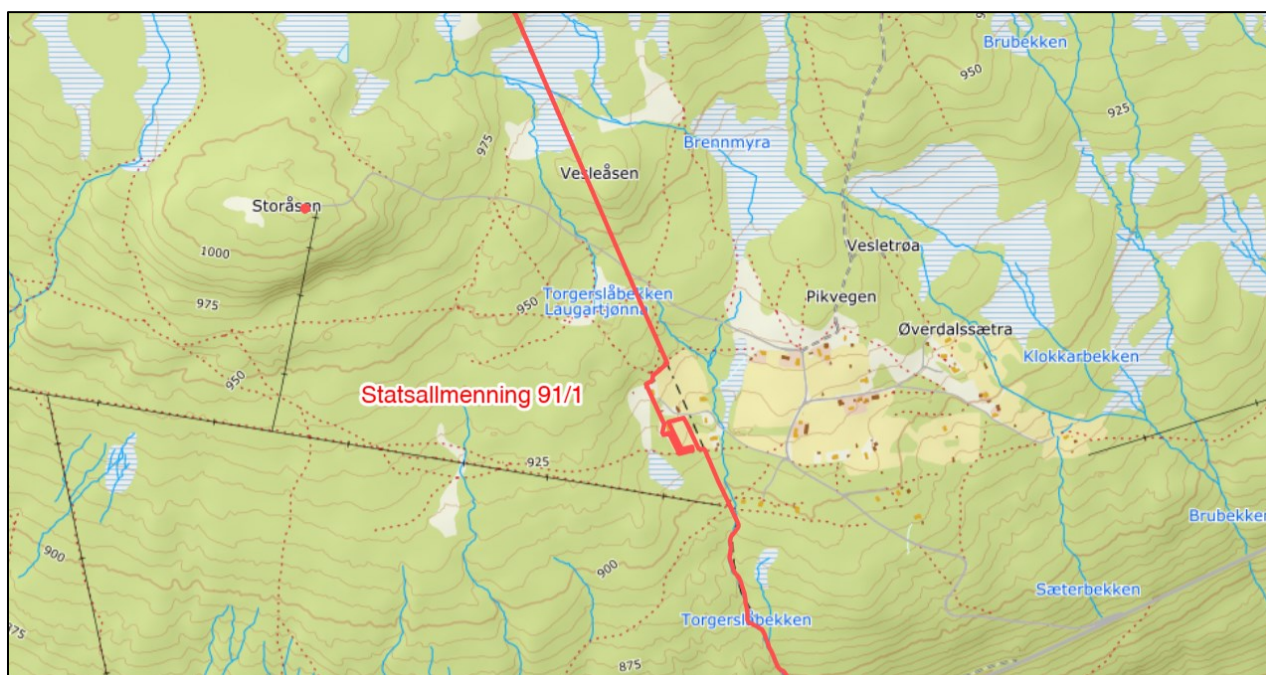 Brubekken
950
925
975
Brennmyra
Vesleåsen
Storåsen
1000
Vesletrøa
975
950
Torgerslåbekken
Laugartjønna
Pikvegen
Øverdalssætra
Klokkarbekken
950
Statsallmenning 91/1
925
Brubekken
900
900
Sæterbekken
Torgerslåbekken
875